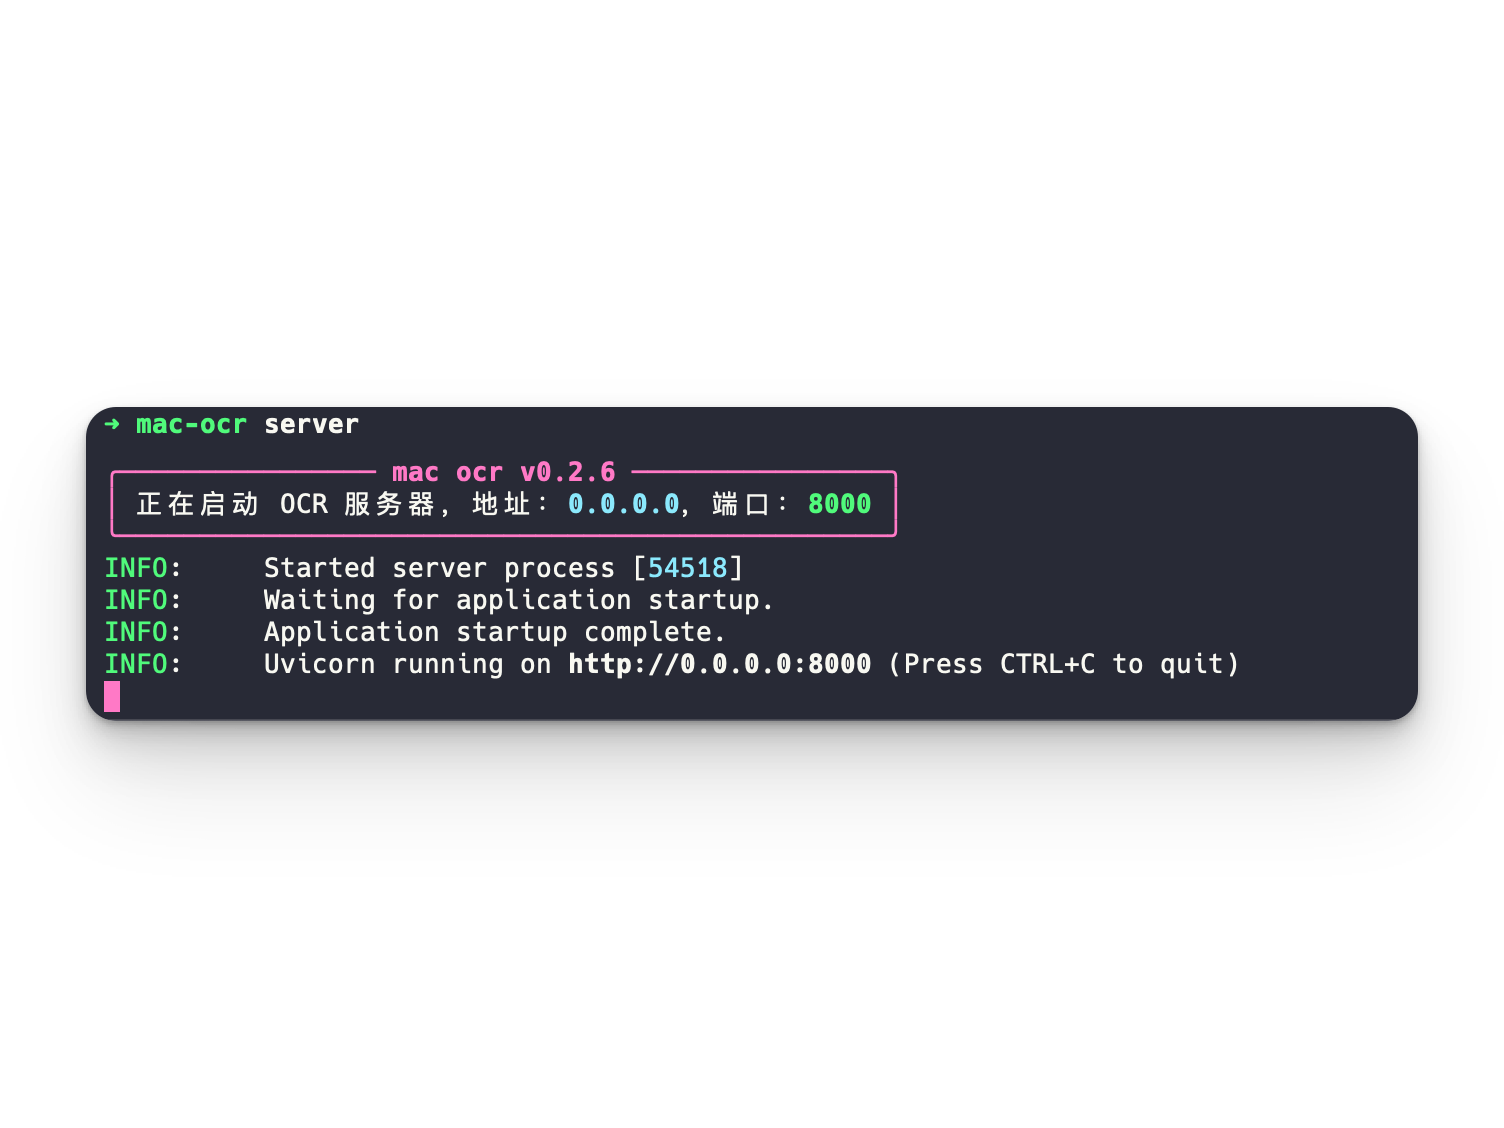 ➜ mac-ocr server
mac ocr v0.2.6
正在启动 OCR 服务器, 地址: 0.0.0.0, 端口: 8000
INFO:     Started server process [54518]
INFO:     Waiting for application startup.
INFO:     Application startup complete.
INFO:     Uvicorn running on http://0.0.0.0:8000 (Press CTRL+C to quit)